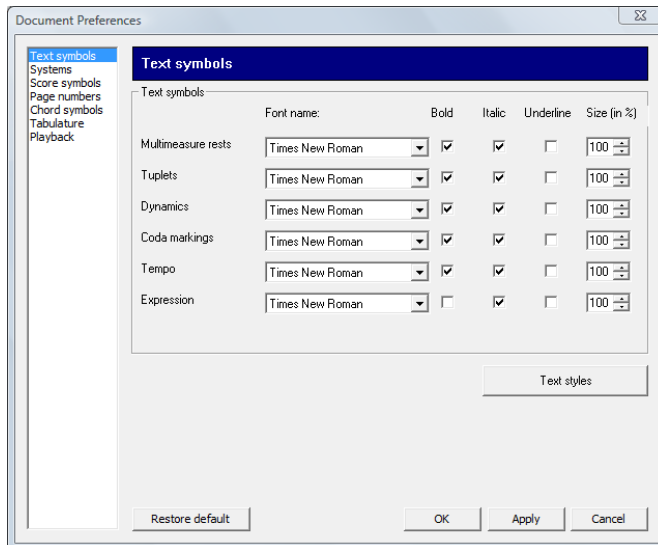 Document Preferences
Text symbols
Systems
Score symbols
Page numbers
Chord symbols
Tabulature
Playback
Text symbols
Text symbols
Font name: Bold Italic Underline Size (in %)
Multimeasure rests Times New Roman 100
Tuplets Times New Roman 100
Dynamics Times New Roman 100
Coda markings Times New Roman 100
Tempo Times New Roman 100
Expression Times New Roman 100
Text styles
Restore default OK Apply Cancel